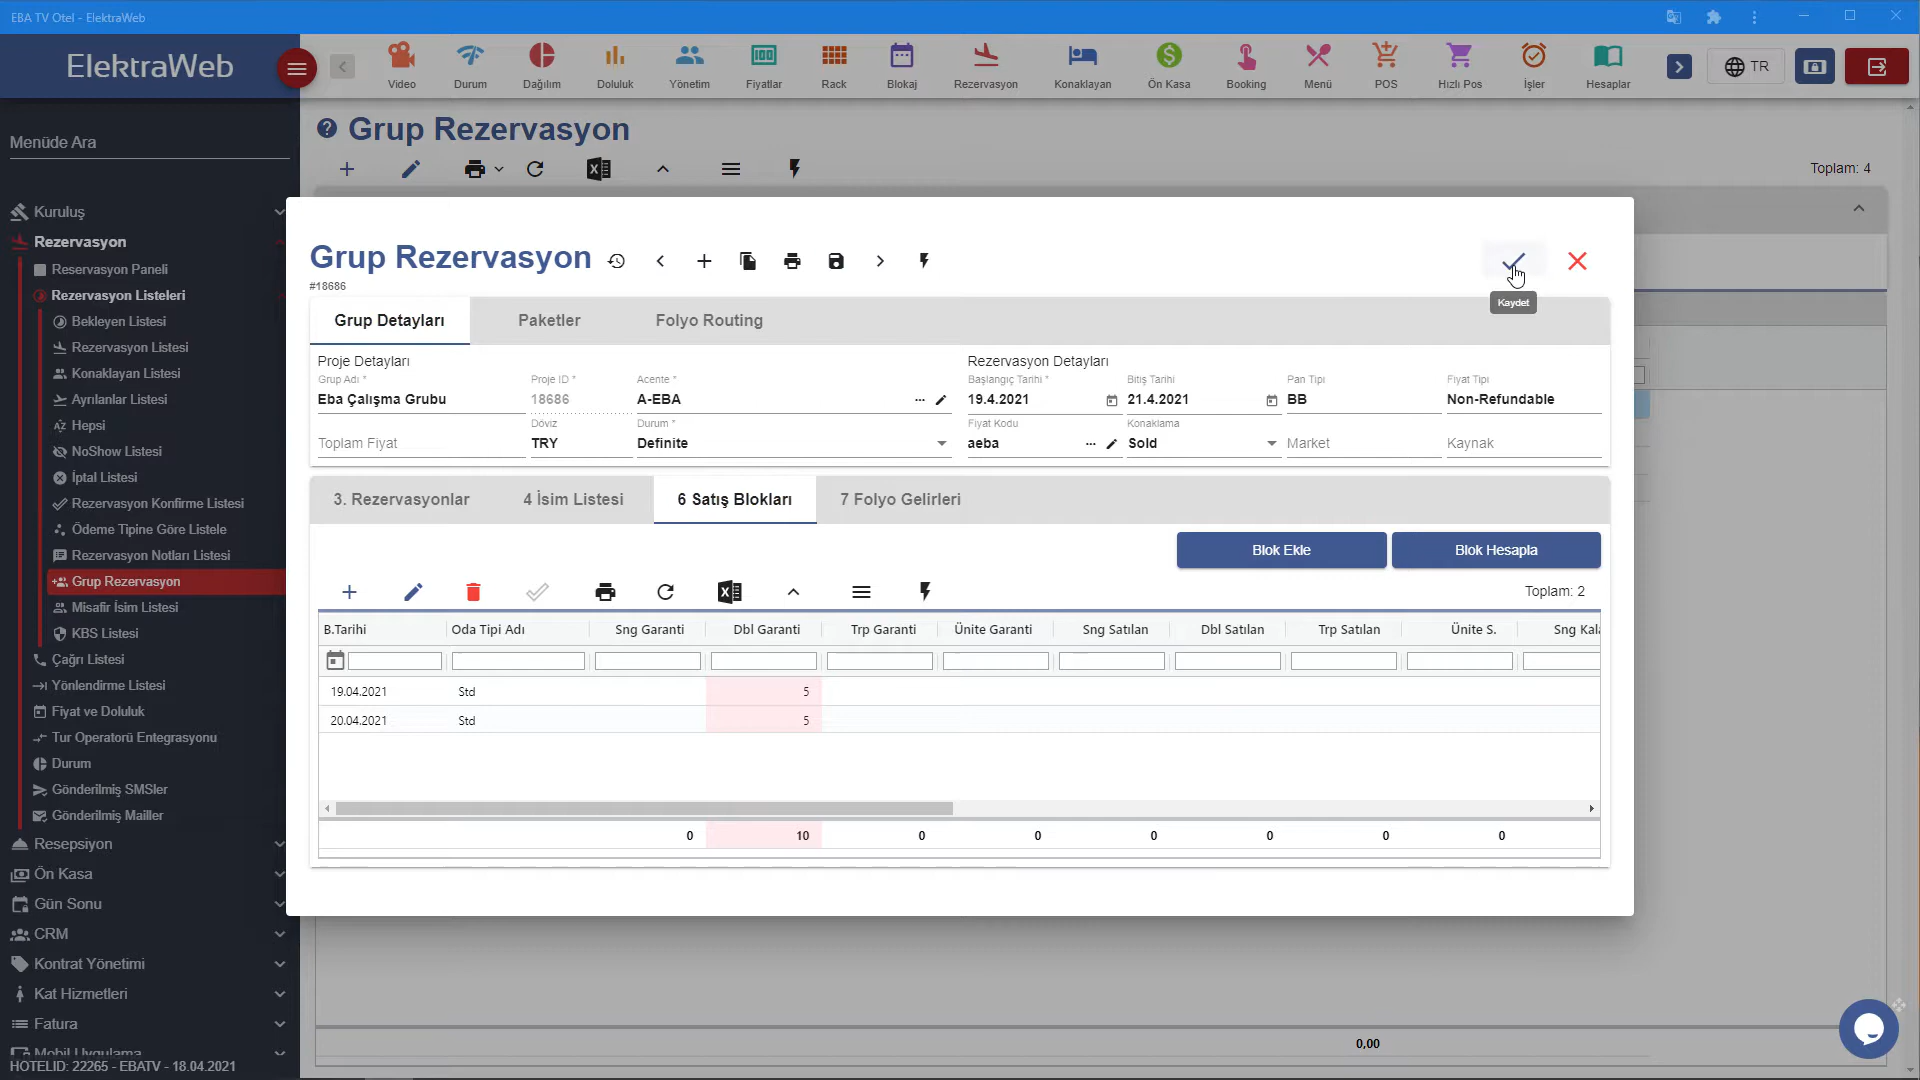 EBA TV Otel - ElektraWeb
ElektraWeb
Video
Durum
Dağılım
Doluluk
Yönetim
Fiyatlar
Rack
Blokaj
Rezervasyon
Konaklayan
Ön Kasa
Booking
Menü
POS
Hızlı Pos
İşler
Hesaplar
TR
Menüde Ara
Grup Rezervasyon
Toplam: 4
Kuruluş
Rezervasyon
Reservasyon Paneli
Rezervasyon Listeleri
Bekleyen Listesi
Rezervasyon Listesi
Konaklayan Listesi
Ayrılanlar Listesi
Hepsi
NoShow Listesi
İptal Listesi
Rezervasyon Konfirme Listesi
Ödeme Tipine Göre Listele
Rezervasyon Notları Listesi
Grup Rezervasyon
Misafir İsim Listesi
KBS Listesi
Çağrı Listesi
Yönlendirme Listesi
Fiyat ve Doluluk
Tur Operatorü Entegrasyonu
Durum
Gönderilmiş SMSler
Gönderilmiş Mailler
Resepsiyon
Ön Kasa
Gün Sonu
CRM
Kontrat Yönetimi
Kat Hizmetleri
Fatura
Mobil Uygulama
HOTELID: 22265 - EBATV - 18.04.2021
Grup Rezervasyon
#18686
Kaydet
Grup Detayları Paketler Folyo Routing
Proje Detayları Rezervasyon Detayları
Grup Adı * Proje ID * Acente * Başlangıç Tarihi * Bitiş Tarihi Pan Tipi Fiyat Tipi
Eba Çalışma Grubu 18686 A-EBA 19.4.2021 21.4.2021 BB Non-Refundable
Döviz Durum * Fiyat Kodu Konaklama
Toplam Fiyat TRY Definite aeba Sold Market Kaynak
3. Rezervasyonlar 4 İsim Listesi 6 Satış Blokları 7 Folyo Gelirleri
Blok Ekle Blok Hesapla
Toplam: 2
B.Tarihi Oda Tipi Adı Sng Garanti Dbl Garanti Trp Garanti Ünite Garanti Sng Satılan Dbl Satılan Trp Satılan Ünite S. Sng Kala
19.04.2021 Std 5
20.04.2021 Std 5
0 10 0 0 0 0 0 0
0,00